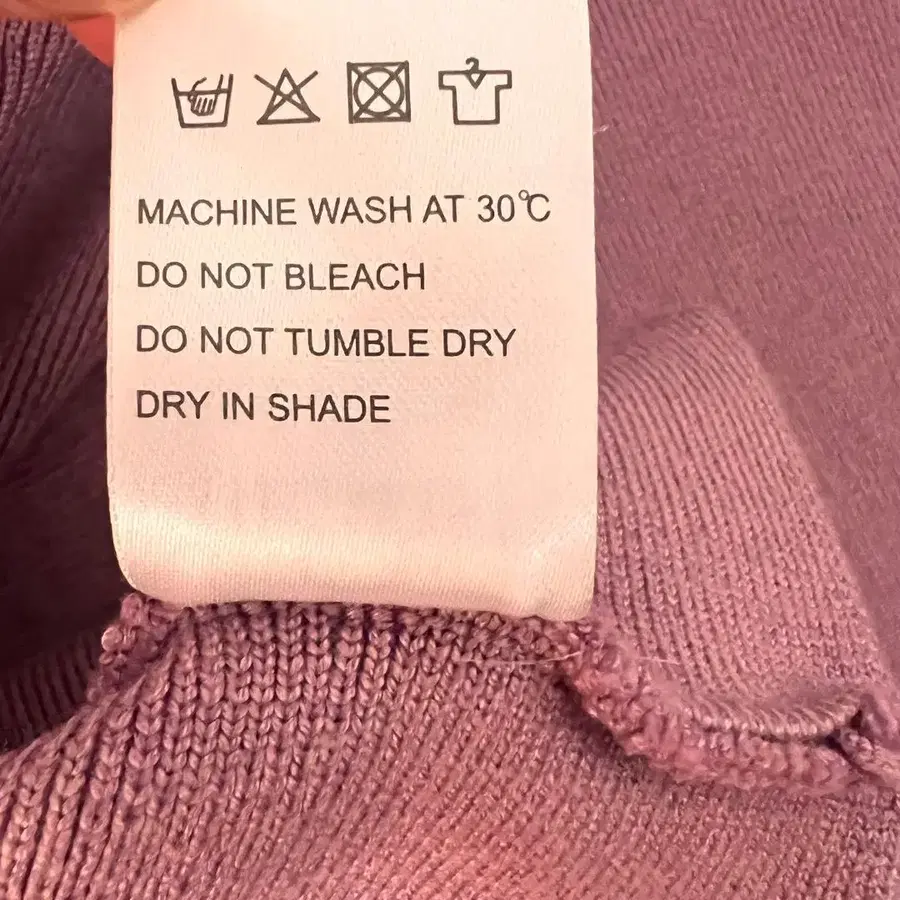 MACHINE WASH AT 30℃
DO NOT BLEACH
DO NOT TUMBLE DRY
DRY IN SHADE